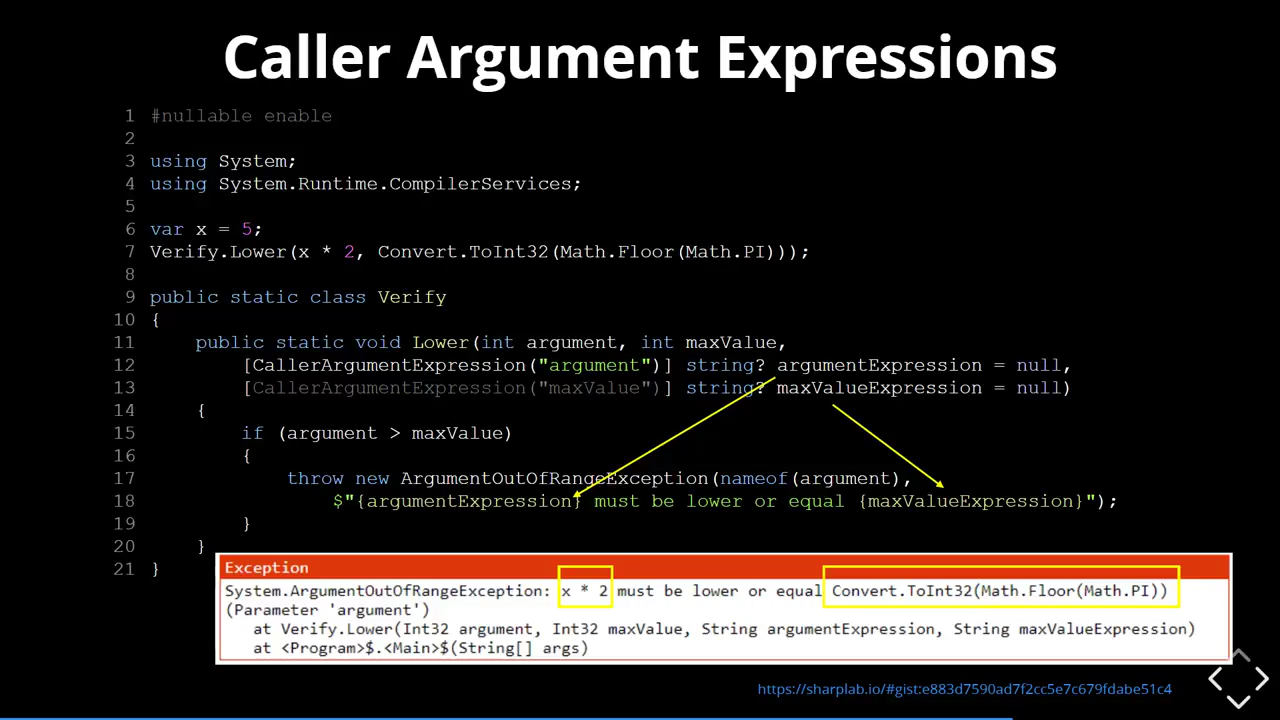 Caller Argument Expressions
1 #nullable enable
2
3 using System;
4 using System.Runtime.CompilerServices;
5
6 var x = 5;
7 Verify.Lower(x * 2, Convert.ToInt32(Math.Floor(Math.PI)));
8
9 public static class Verify
10 {
11     public static void Lower(int argument, int maxValue,
12         [CallerArgumentExpression("argument")] string? argumentExpression = null,
13         [CallerArgumentExpression("maxValue")] string? maxValueExpression = null)
14     {
15         if (argument > maxValue)
16         {
17             throw new ArgumentOutOfRangeException(nameof(argument),
18                 $"{argumentExpression} must be lower or equal {maxValueExpression}");
19         }
20     }
21 }
Exception
System.ArgumentOutOfRangeException: x * 2 must be lower or equal Convert.ToInt32(Math.Floor(Math.PI))
(Parameter 'argument')
at Verify.Lower(Int32 argument, Int32 maxValue, String argumentExpression, String maxValueExpression)
at <Program>$.<Main>$(String[] args)
https://sharplab.io/#gist:e883d7590ad7f2cc5e7c679fdabe51c4